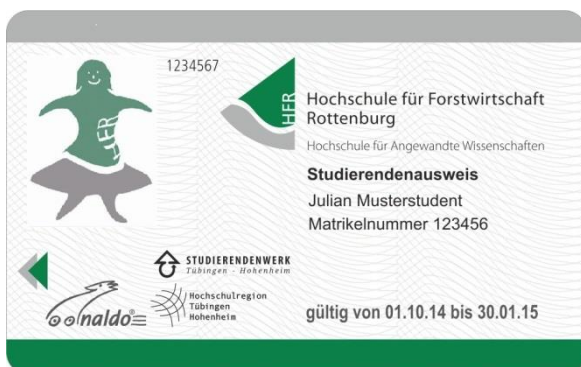 1234567
HFR
HFR
Hochschule für Forstwirtschaft
Rottenburg
Hochschule für Angewandte Wissenschaften
Studierendenausweis
Julian Musterstudent
Matrikelnummer 123456
STUDIERENDENWERK
Tübingen - Hohenheim
naldo
Hochschulregion
Tübingen
Hohenheim
gültig von 01.10.14 bis 30.01.15